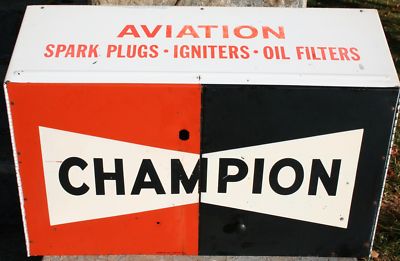 AVIATION
SPARK PLUGS • IGNITERS • OIL FILTERS
CHAMPION